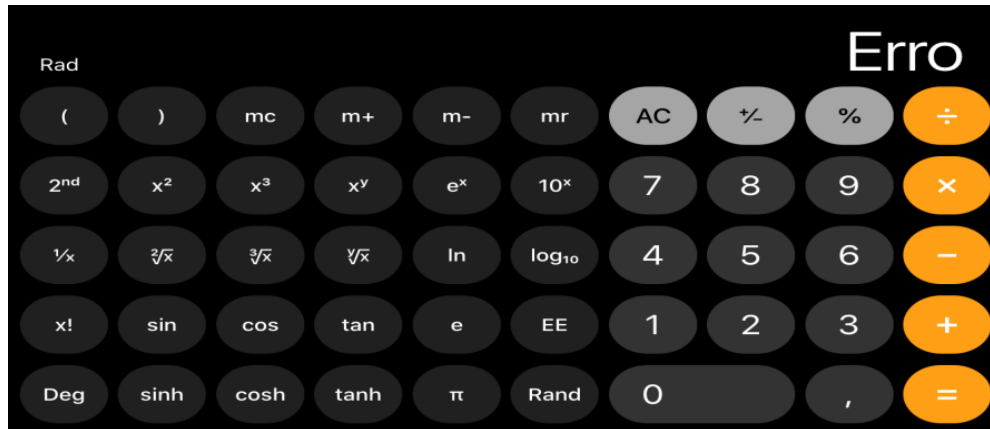 Erro
Rad
( ) mc m+ m- mr AC ⁺⁄₋ % ÷
2ⁿᵈ x² x³ xʸ eˣ 10ˣ 7 8 9 ×
¹⁄ₓ ²√x ³√x ʸ√x ln log₁₀ 4 5 6 −
x! sin cos tan e EE 1 2 3 +
Deg sinh cosh tanh π Rand 0 , =